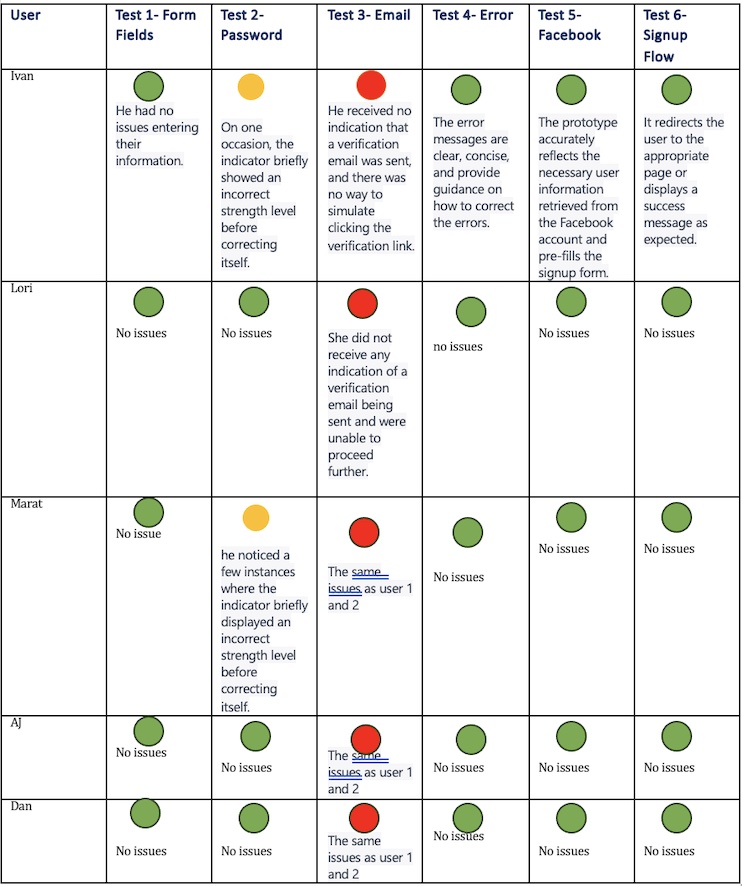 User
Test 1- Form
Fields
Test 2-
Password
Test 3- Email
Test 4- Error
Test 5-
Facebook
Test 6-
Signup
Flow
Ivan
He had no
issues entering
their
information.
On one
occasion, the
indicator briefly
showed an
incorrect
strength level
before
correcting
itself.
He received no
indication that
a verification
email was sent,
and there was
no way to
simulate
clicking the
verification link.
The error
messages are
clear, concise,
and provide
guidance on
how to correct
the errors.
The prototype
accurately
reflects the
necessary user
information
retrieved from
the Facebook
account and
pre-fills the
signup form.
It redirects the
user to the
appropriate
page or
displays a
success
message as
expected.
Lori
No issues
No issues
She did not
receive any
indication of a
verification
email being
sent and were
unable to
proceed
further.
no issues
No issues
No issues
Marat
No issue
he noticed a
few instances
where the
indicator briefly
displayed an
incorrect
strength level
before
correcting
itself.
The same
issues as user 1
and 2
No issues
No issues
No issues
AJ
No issues
No issues
The same
issues as user 1
and 2
No issues
No issues
No issues
Dan
No issues
No issues
The same
issues as user 1
and 2
No issues
No issues
No issues